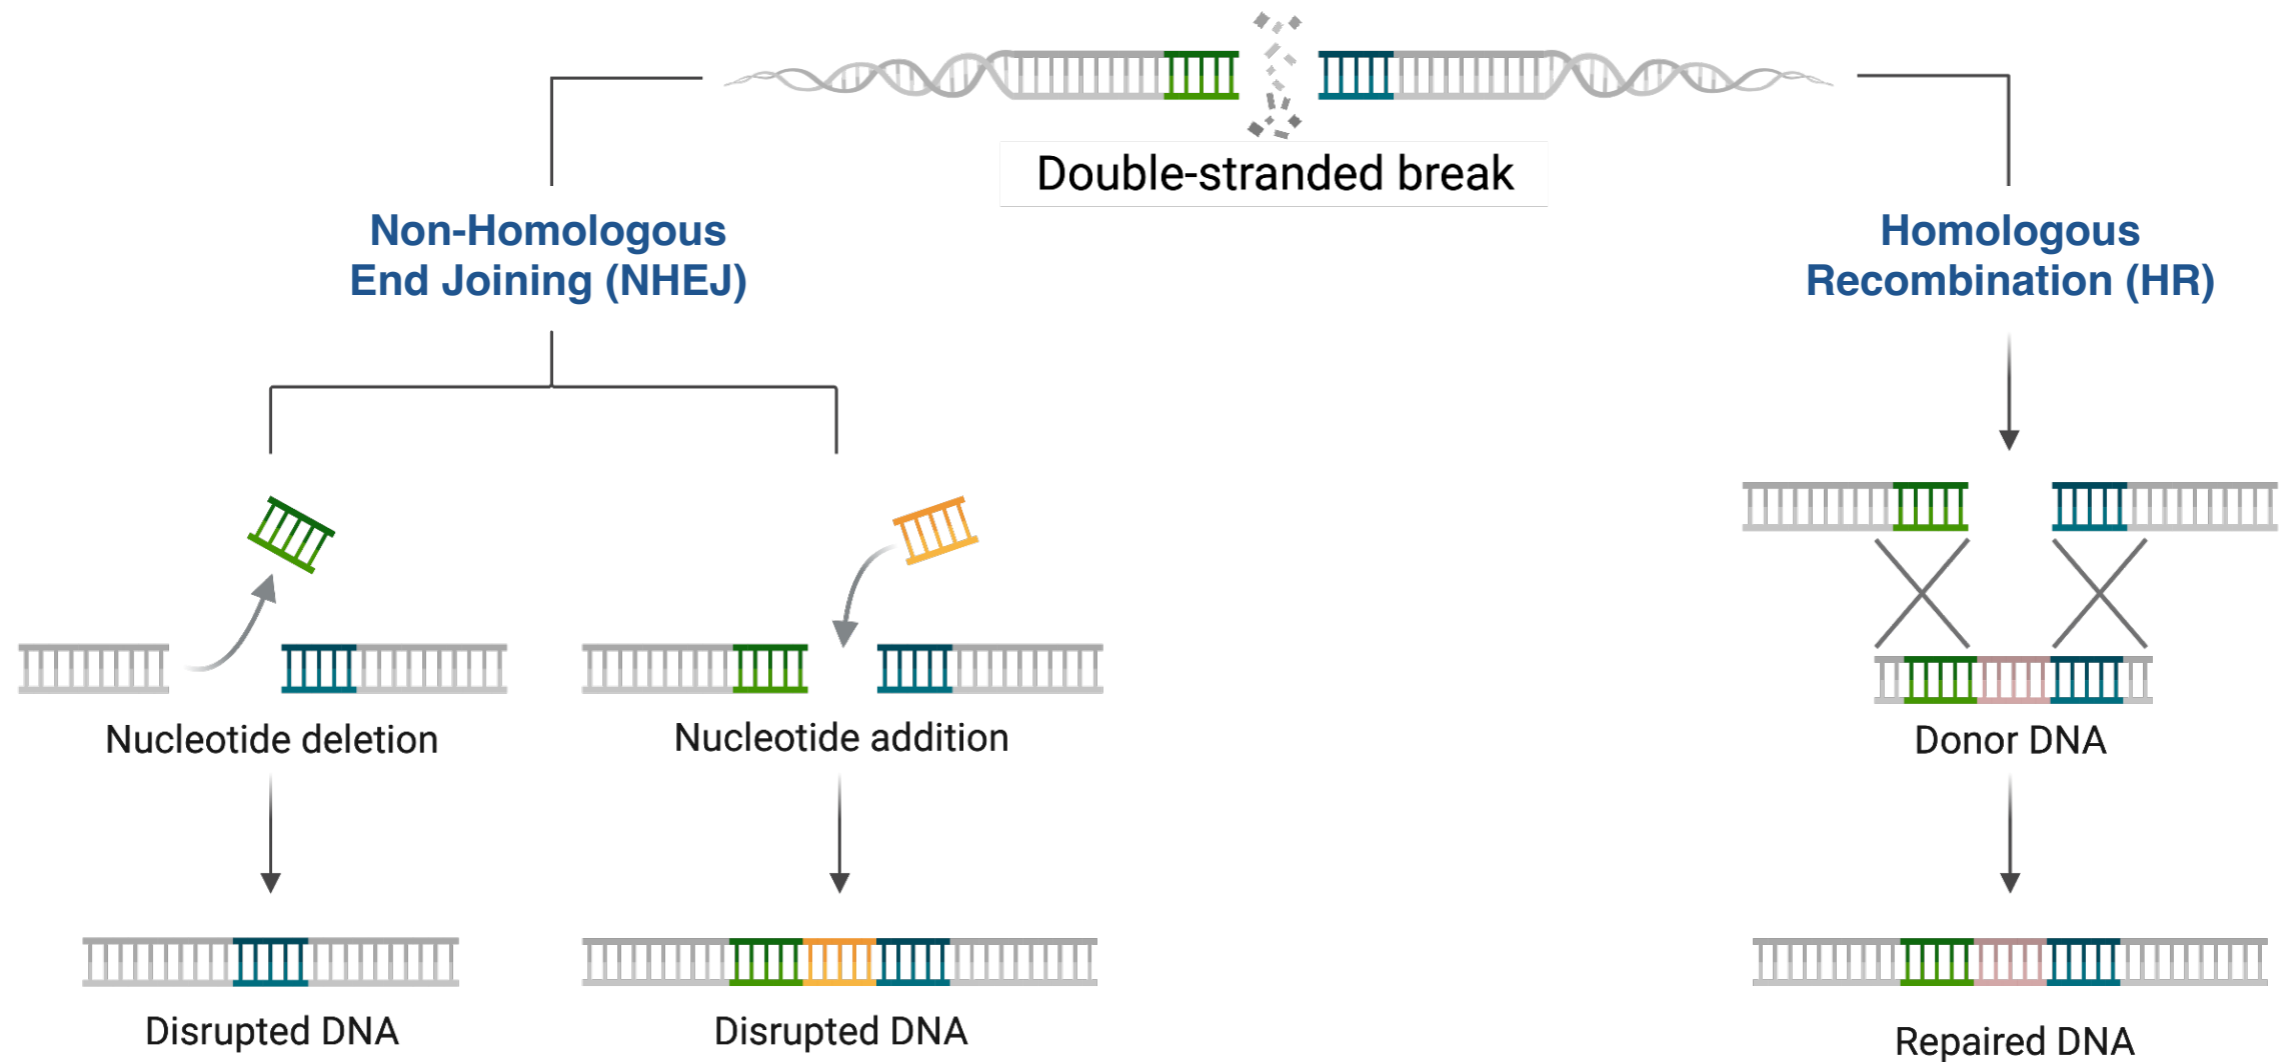 Double-stranded break
Non-Homologous
End Joining (NHEJ)
Homologous
Recombination (HR)
Nucleotide deletion
Nucleotide addition
Donor DNA
Disrupted DNA
Disrupted DNA
Repaired DNA